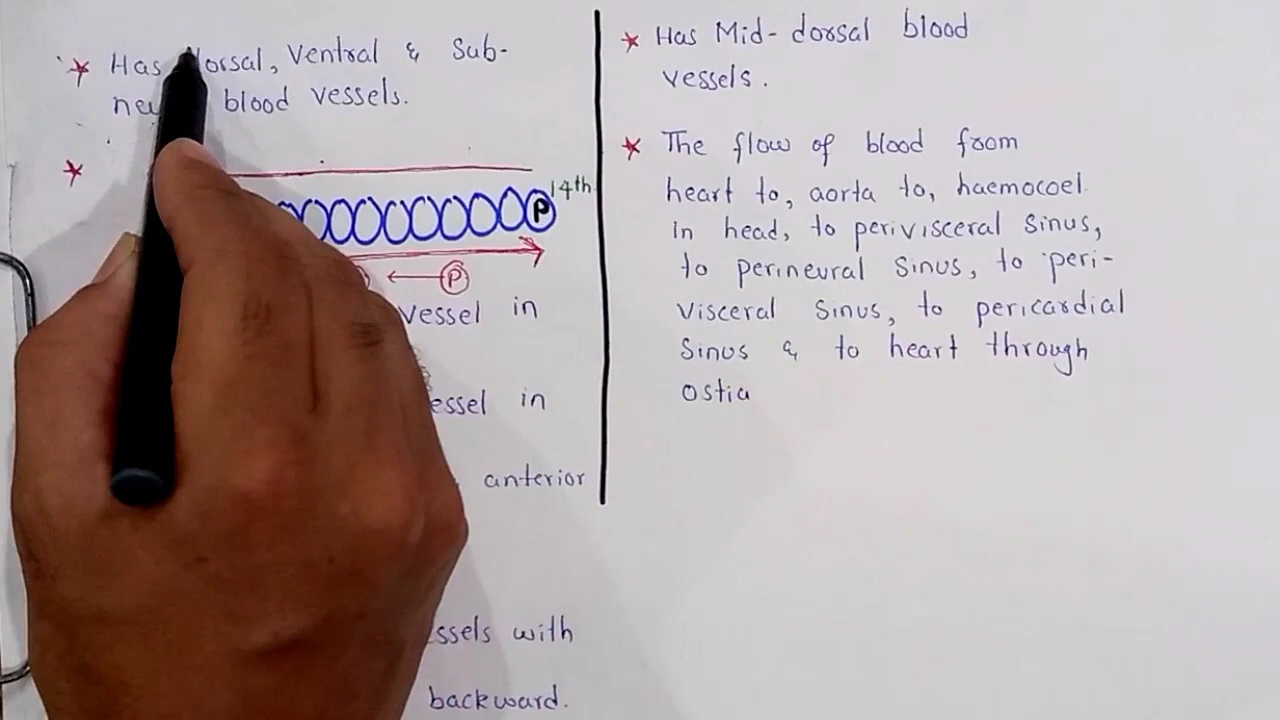 Has Dorsal, Ventral & Sub-
blood vessels.
14th
P
P
vessel in
vessel in
anterior
with
backward.
Has Mid-dorsal blood
vessels.
The flow of blood from
heart to, aorta to, haemocoel
in head, to perivisceral sinus,
to perineural sinus, to peri-
visceral sinus, to pericardial
sinus & to heart through
ostia